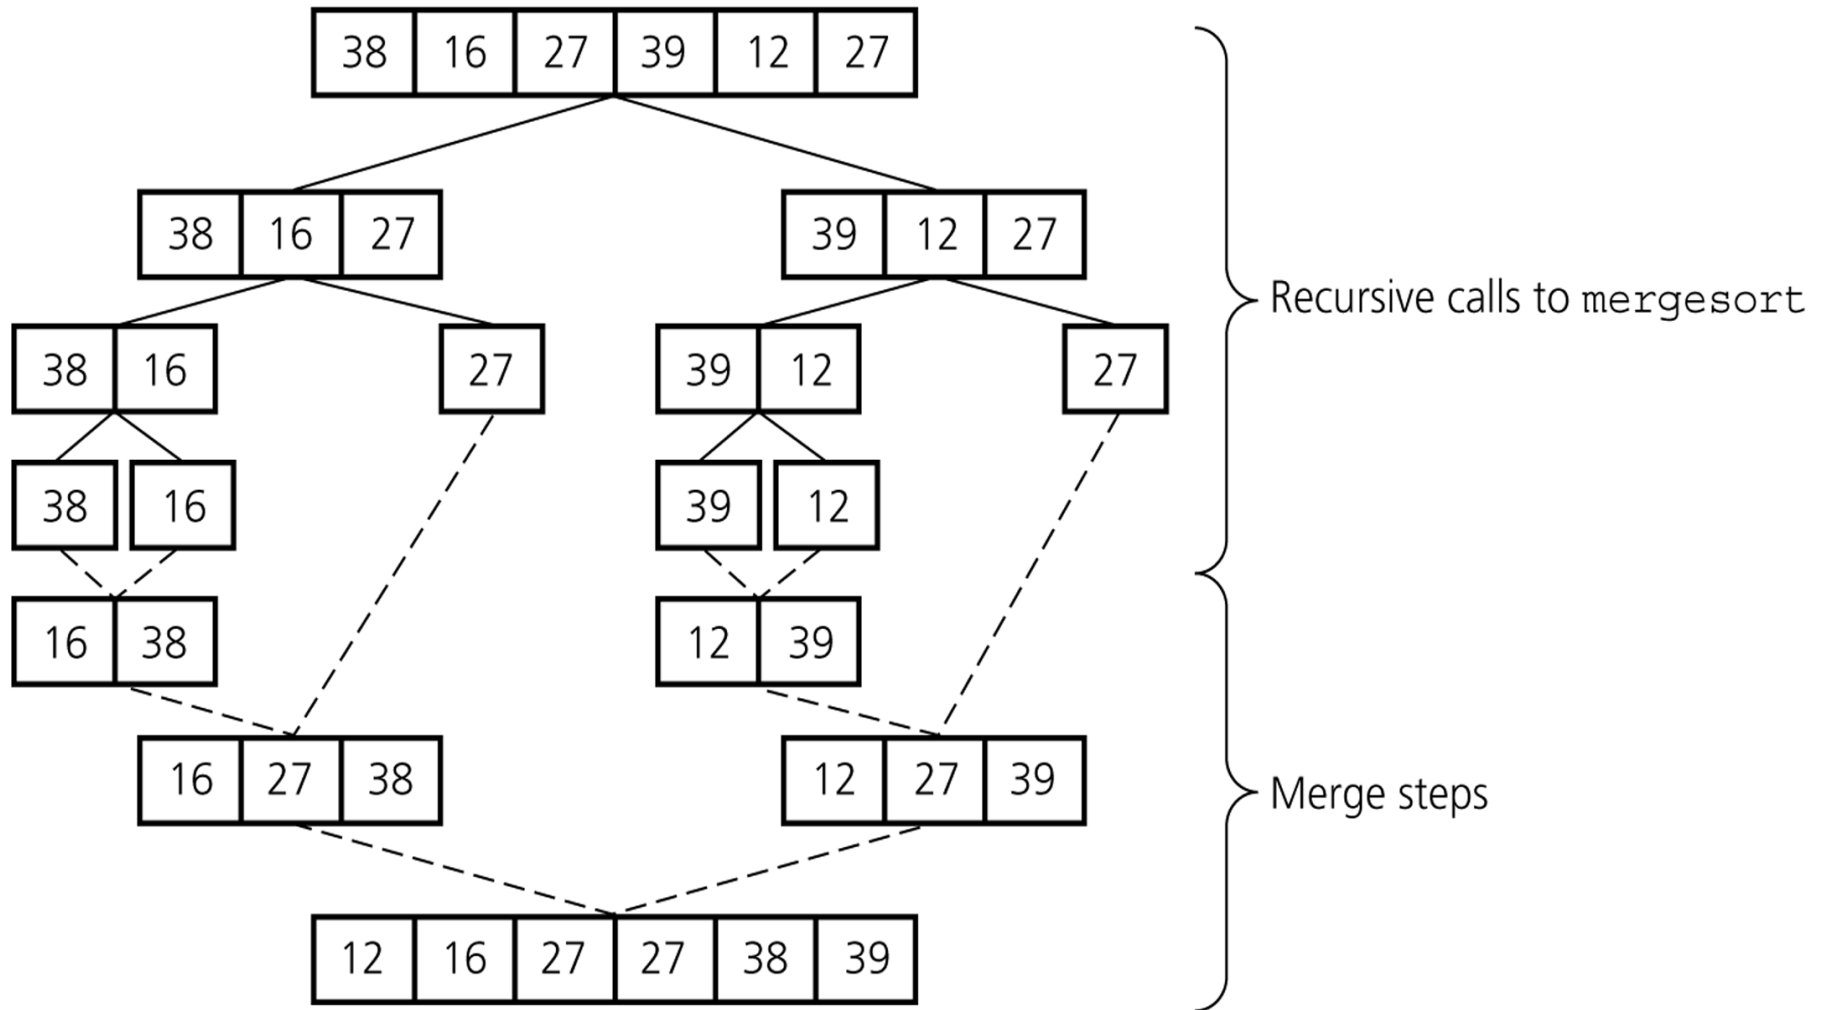 38 16 27 39 12 27
38 16 27 39 12 27
Recursive calls to mergesort
38 16 27 39 12 27
38 16 39 12
16 38 12 39
16 27 38 12 27 39
Merge steps
12 16 27 27 38 39